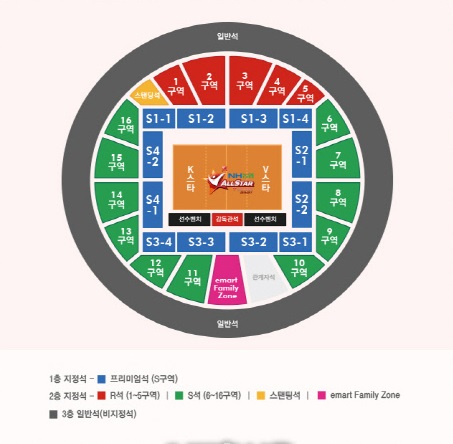 일반석
스탠딩석
1
구역
2
구역
3
구역
4
구역
5
구역
16
구역
S1-1
S1-2
S1-3
S1-4
6
구역
15
구역
S4
-2
S2
-1
7
구역
K스타
NH농협
ALLSTAR
V스타
14
구역
S4
-1
S2
-2
8
구역
선수벤치
감독관석
선수벤치
13
구역
S3-4
S3-3
S3-2
S3-1
9
구역
12
구역
11
구역
emart
Family
Zone
관계자석
10
구역
일반석
1층 지정석 - 프리미엄석 (S구역)
2층 지정석 - R석 (1~5구역) | S석 (6~16구역) | 스탠딩석 | emart Family Zone
3층 일반석(비지정석)